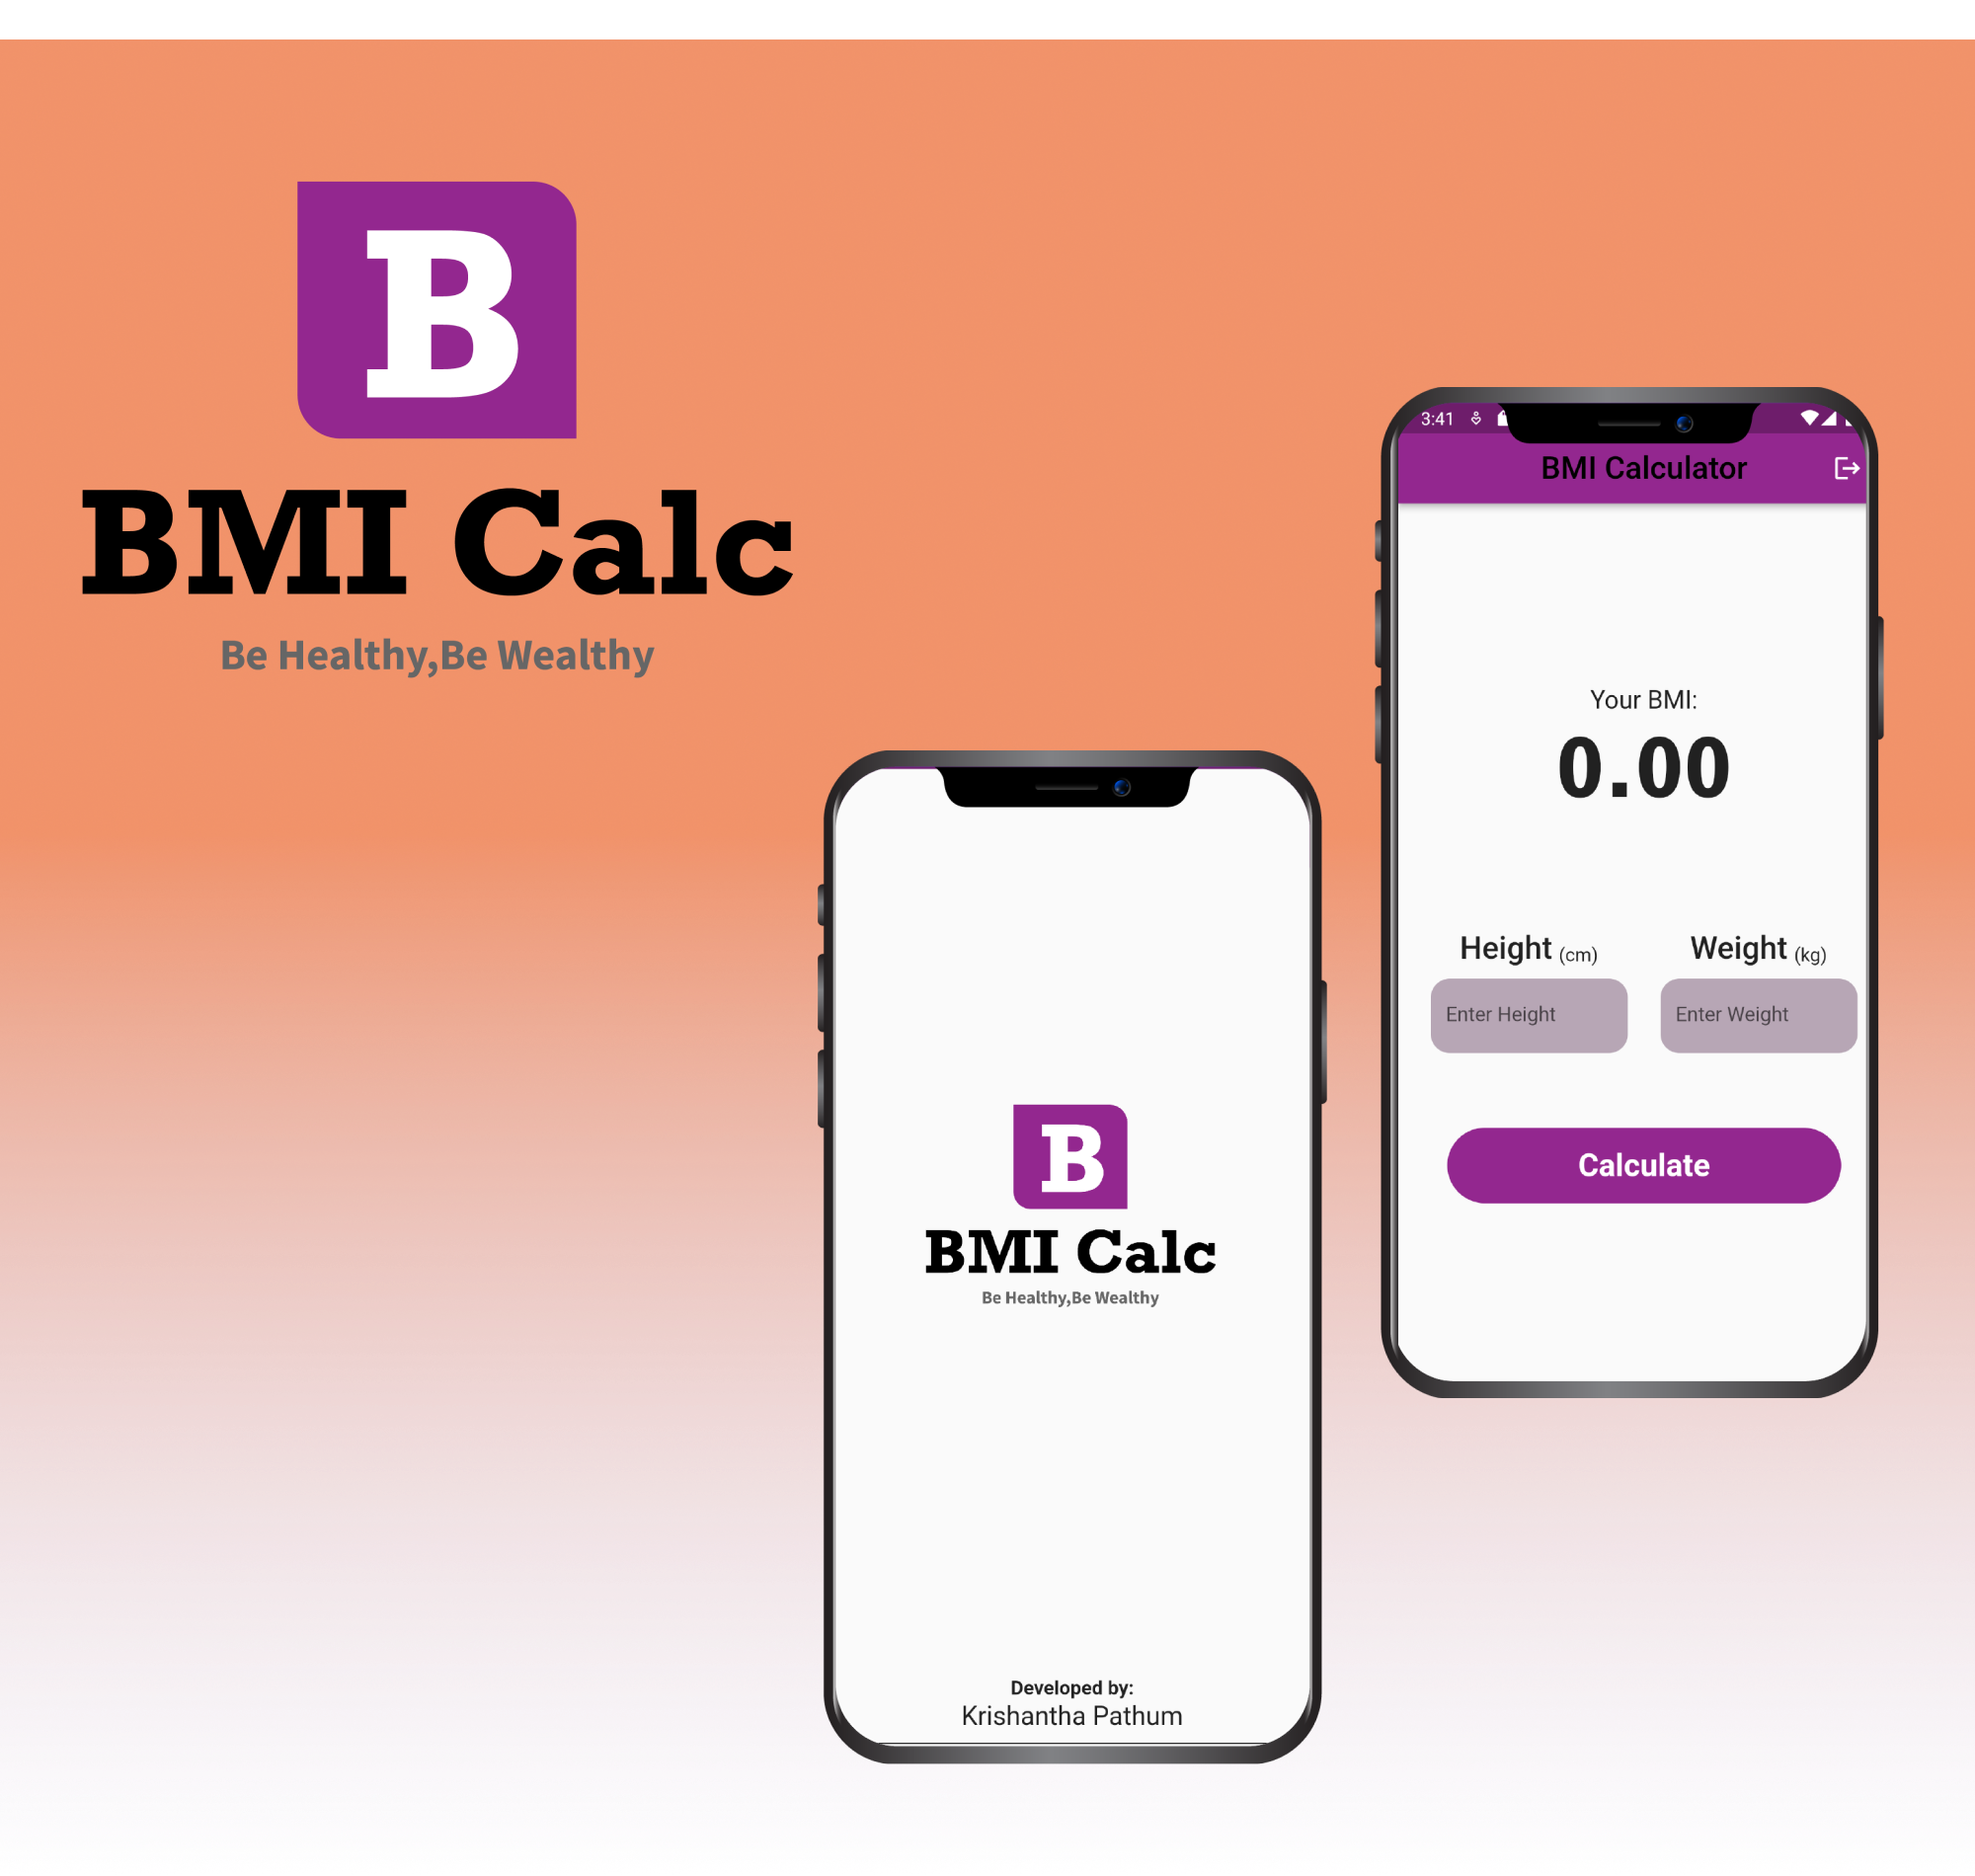 B
BMI Calc
Be Healthy,Be Wealthy
3:41
BMI Calculator
Your BMI:
0.00
Height (cm) Weight (kg)
Enter Height Enter Weight
Calculate
B
BMI Calc
Be Healthy,Be Wealthy
Developed by:
Krishantha Pathum